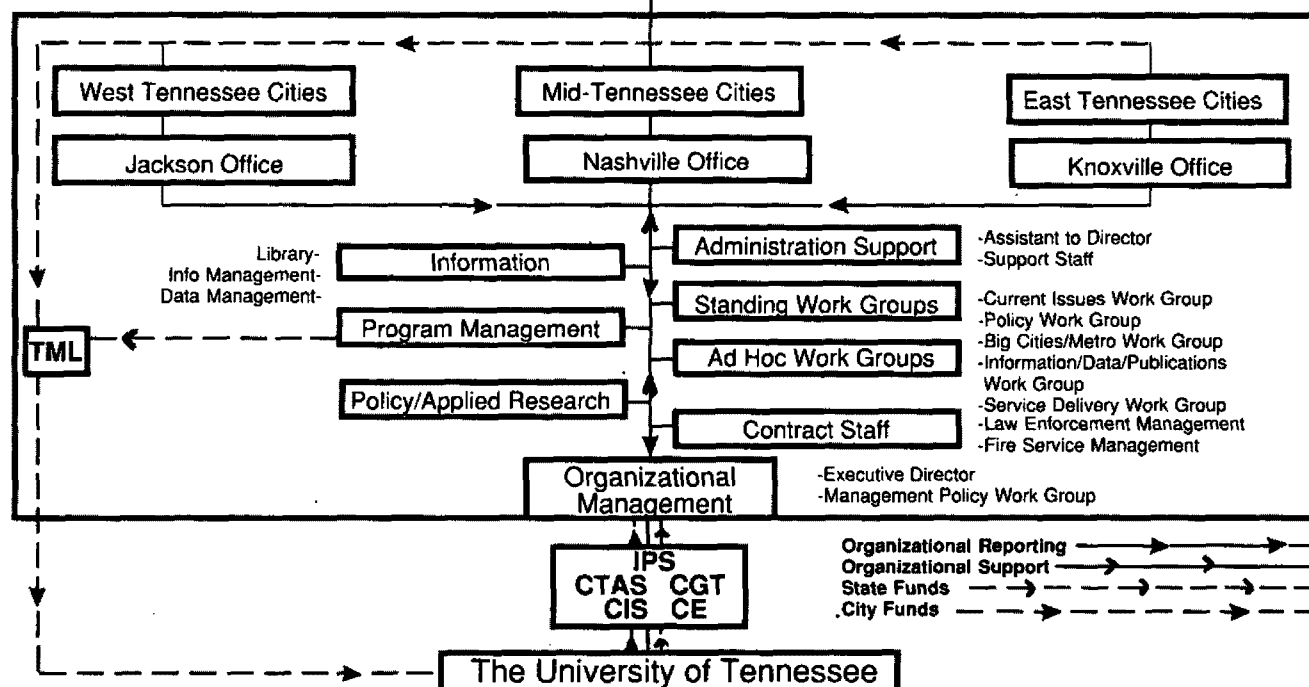 West Tennessee Cities
Mid-Tennessee Cities
East Tennessee Cities
Jackson Office
Nashville Office
Knoxville Office
Library-
Info Management-
Data Management-
Information
Administration Support
-Assistant to Director
-Support Staff
Program Management
Standing Work Groups
-Current Issues Work Group
-Policy Work Group
-Big Cities/Metro Work Group
-Information/Data/Publications
Work Group
-Service Delivery Work Group
TML
Ad Hoc Work Groups
Policy/Applied Research
Contract Staff
-Law Enforcement Management
-Fire Service Management
Organizational
Management
-Executive Director
-Management Policy Work Group
IPS
CTAS CGT
CIS CE
The University of Tennessee
Organizational Reporting
Organizational Support
State Funds
City Funds